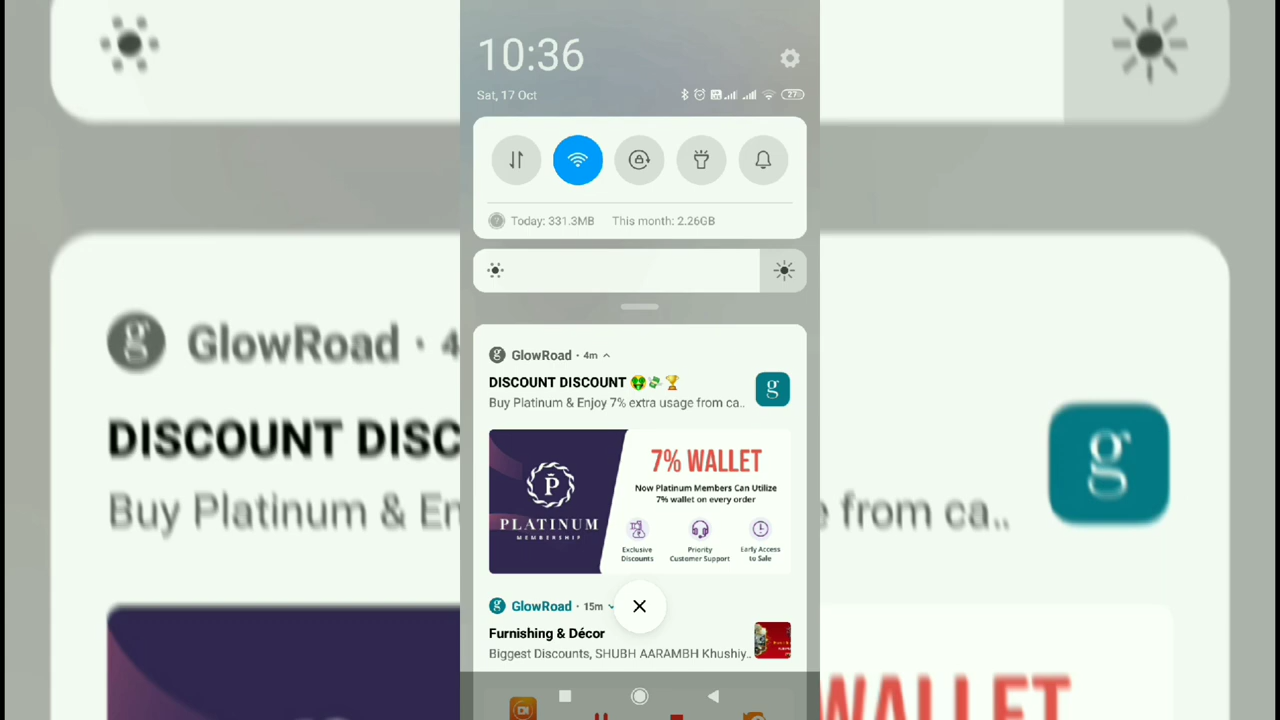 10:36
Sat, 17 Oct
27
Today: 331.3MB This month: 2.26GB
g GlowRoad · 4m
DISCOUNT DISCOUNT 🤑💸🏆
Buy Platinum & Enjoy 7% extra usage from ca..
g
P
PLATINUM
MEMBERSHIP
7% WALLET
Now Platinum Members Can Utilize
7% wallet on every order
Exclusive
Discounts
Priority
Customer Support
Early Access
to Sale
g GlowRoad · 15m
Furnishing & Décor
Biggest Discounts, SHUBH AARAMBH Khushiy..
g GlowRoad · 4
DISCOUNT DISC
Buy Platinum & En
from ca..
g
WALLET